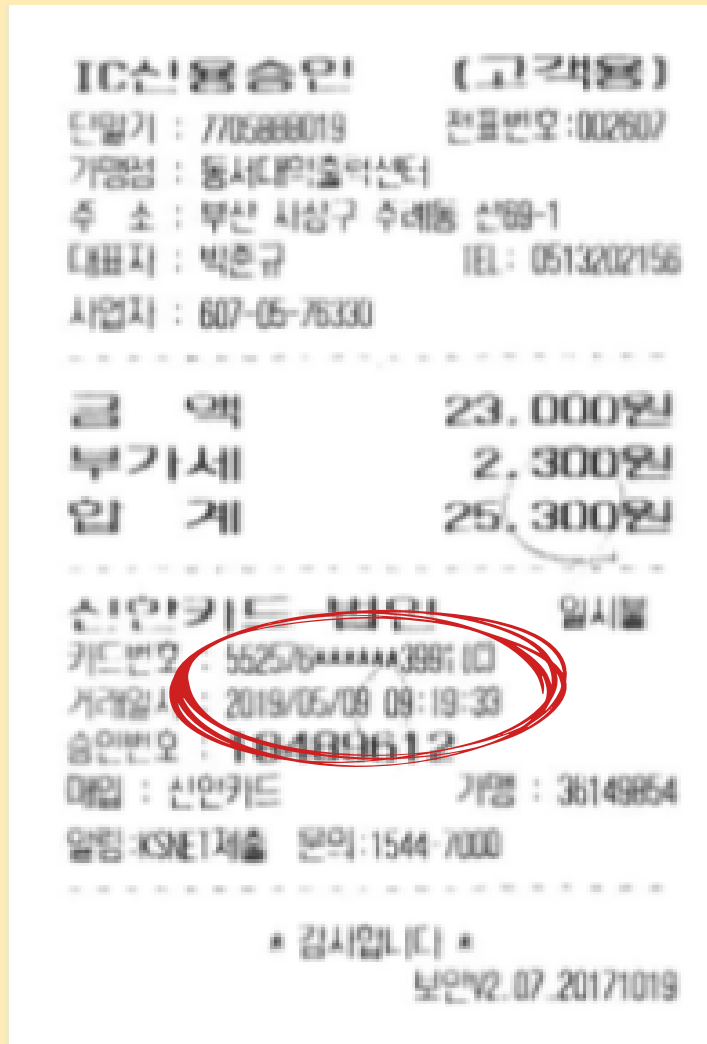 IC신용승인 (고객용)
단말기 : 7705888019 전표번호:002607
가맹점 : 동서대의출력센터
주 소 : 부산 사상구 주례동 산69-1
대표자 : 박춘규 TEL: 0513202156
사업자 : 607-05-76330
금 액 23,000원
부가세 2,300원
합 계 25,300원
신한카드-법인 일시불
카드번호 : 552576******399
거래일시 : 2019/05/09 09:19:33
승인번호 : 18489612
매입 : 신한카드 가맹 : 36149854
알림:KSNET제출 문의:1544-7000
* 감사합니다 *
보안V2.07.20171019